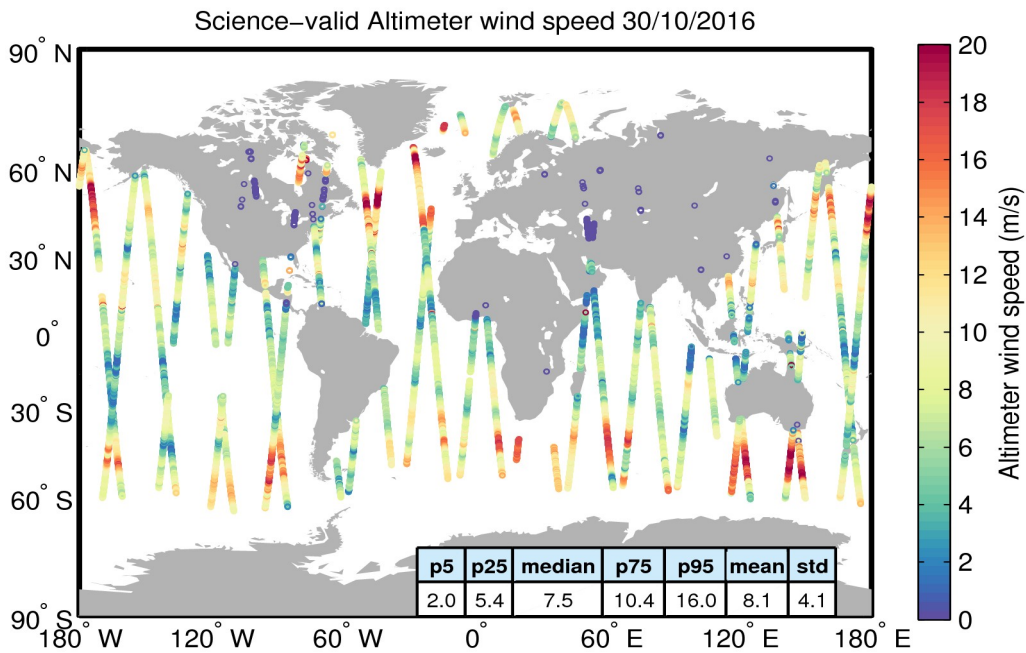 Science−valid Altimeter wind speed 30/10/2016
90° N
60° N
30° N
0°
30° S
60° S
90° S
180° W
120° W
60° W
0°
60° E
120° E
180° E
p5 p25 median p75 p95 mean std
2.0 5.4 7.5 10.4 16.0 8.1 4.1
20
18
16
14
12
10
8
6
4
2
0
Altimeter wind speed (m/s)